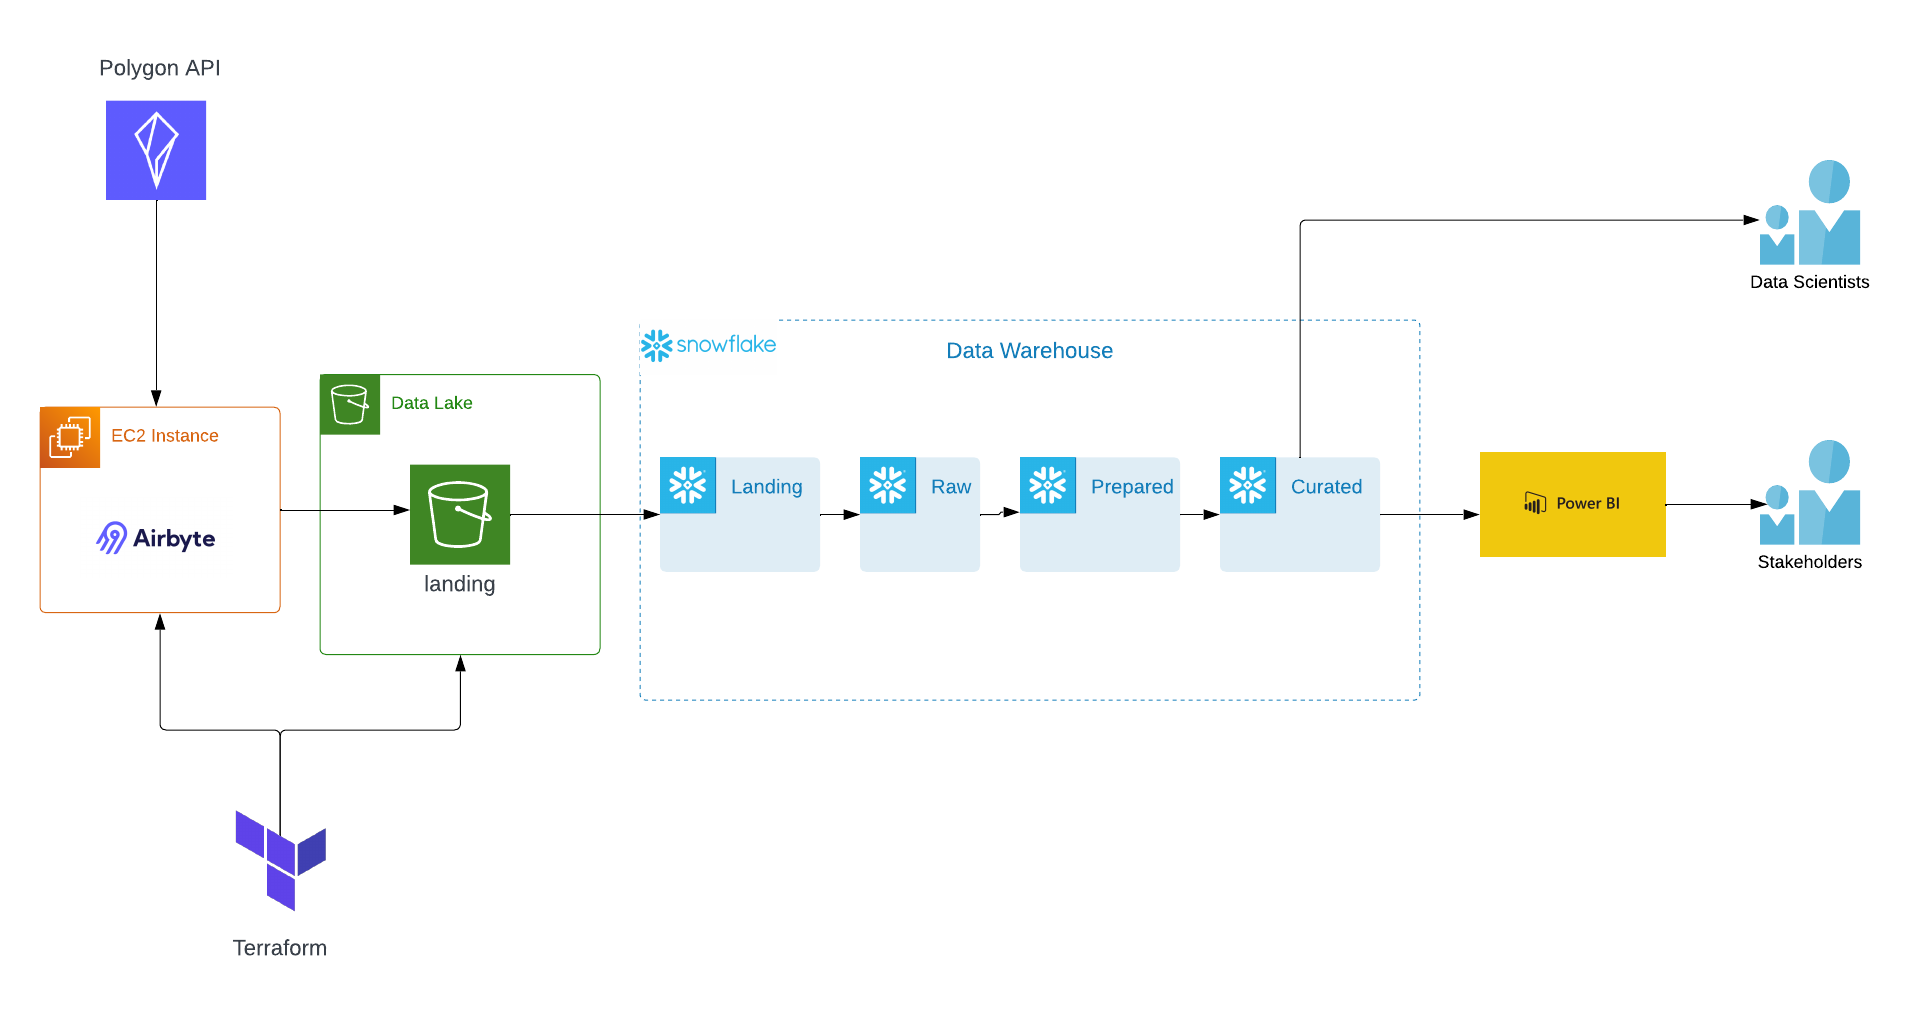 Polygon API
EC2 Instance
Airbyte
Data Lake
landing
Terraform
snowflake
Data Warehouse
Landing
Raw
Prepared
Curated
Power BI
Data Scientists
Stakeholders